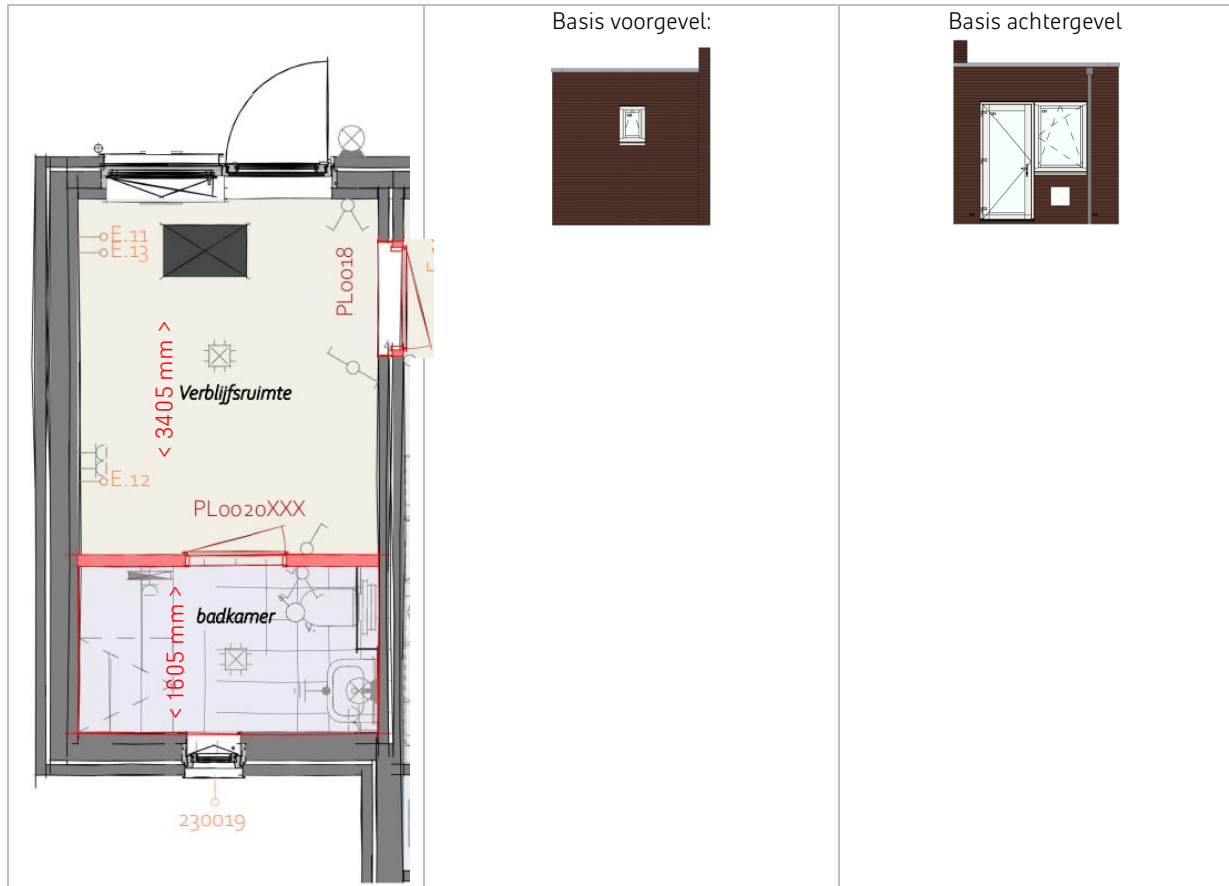 Basis voorgevel:
Basis achtergevel
E.11
E.13
PL0018
< 3405 mm >
Verblijfsruimte
E.12
PL0020XXX
badkamer
< 1605 mm >
230019